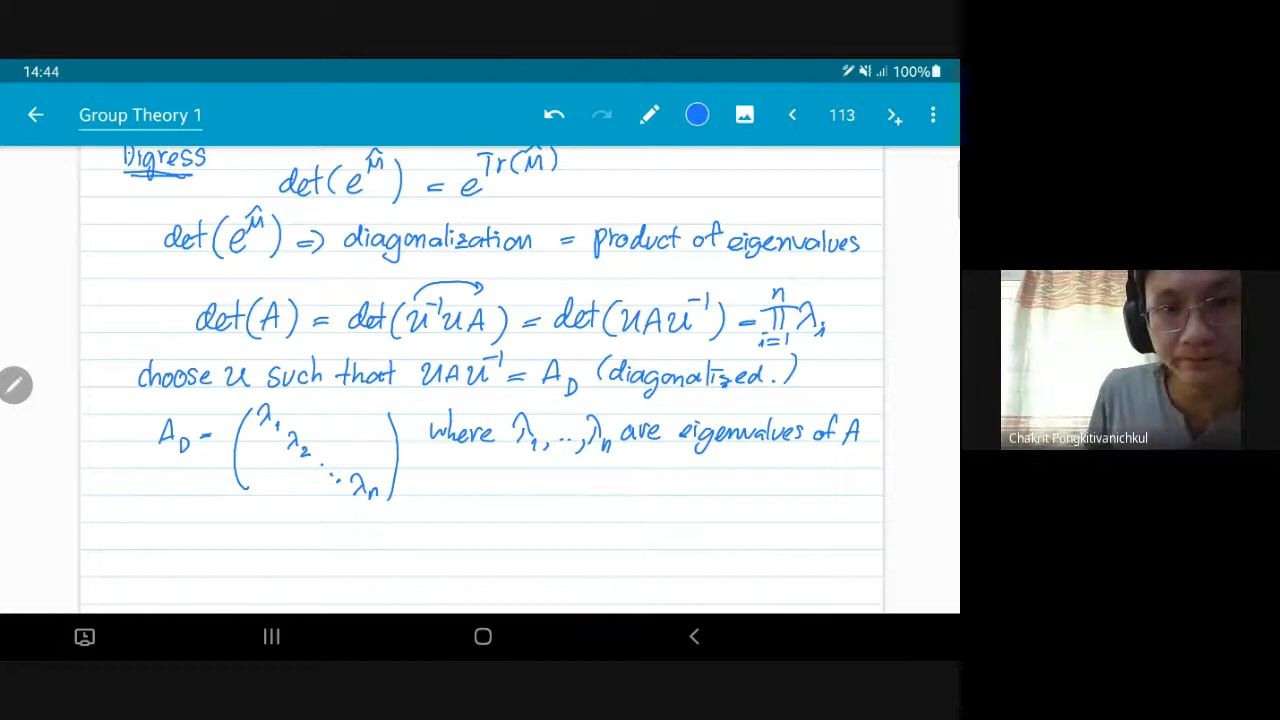 14:44
100%
Group Theory 1
113
Digress
det(e^M̂) = e^Tr(M̂)
det(e^M̂) => diagonalization = product of eigenvalues
det(A) = det(U⁻¹UA) = det(UAU⁻¹) = ∏ᵢ₌₁ⁿ λᵢ
choose U such that UAU⁻¹ = A_D (diagonalized.)
A_D = (λ₁ λ₂ ⋱ λₙ) where λ₁, .., λₙ are eigenvalues of A
Chakrit Pongkitivanichkul